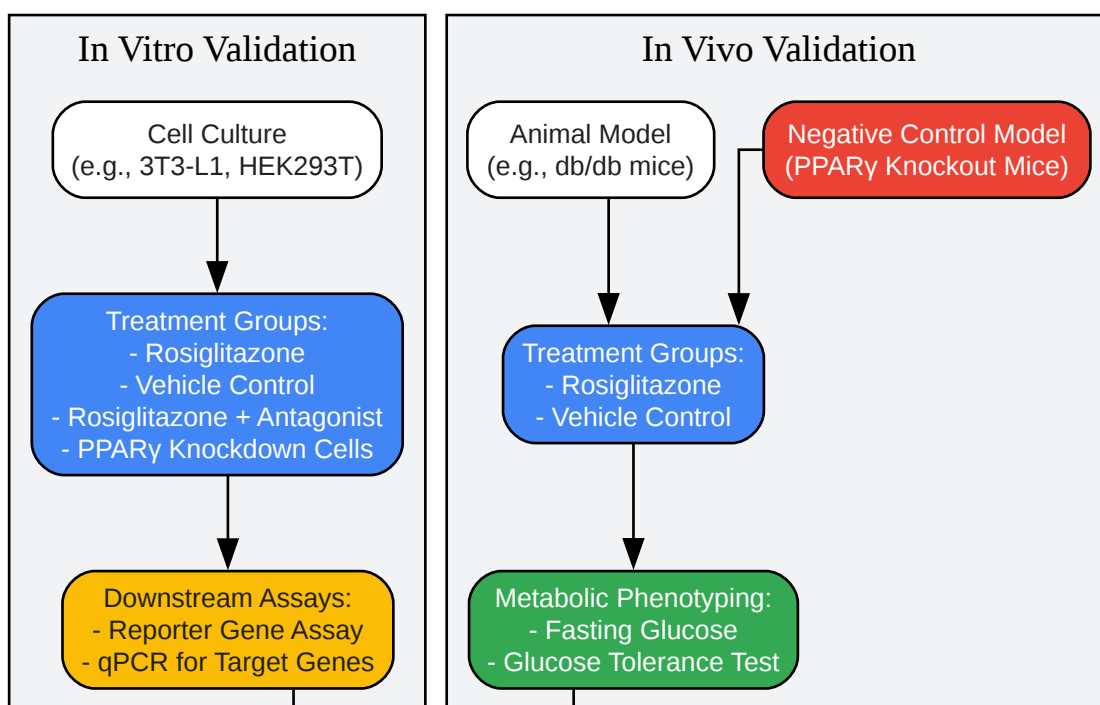 In Vitro Validation
Cell Culture
(e.g., 3T3-L1, HEK293T)
Treatment Groups:
- Rosiglitazone
- Vehicle Control
- Rosiglitazone + Antagonist
- PPARγ Knockdown Cells
Downstream Assays:
- Reporter Gene Assay
- qPCR for Target Genes
In Vivo Validation
Animal Model
(e.g., db/db mice)
Negative Control Model
(PPARγ Knockout Mice)
Treatment Groups:
- Rosiglitazone
- Vehicle Control
Metabolic Phenotyping:
- Fasting Glucose
- Glucose Tolerance Test